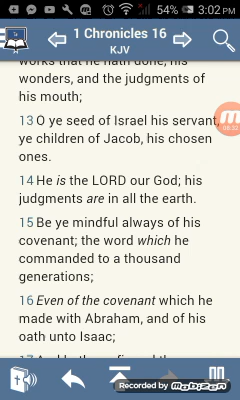 54% 3:02PM
1 Chronicles 16
KJV
works that he hath done, his
wonders, and the judgments of
his mouth;
13 O ye seed of Israel his servant,
ye children of Jacob, his chosen
ones.
08:32
14 He is the LORD our God; his
judgments are in all the earth.
15 Be ye mindful always of his
covenant; the word which he
commanded to a thousand
generations;
16 Even of the covenant which he
made with Abraham, and of his
oath unto Isaac;
Recorded by
Mobizen